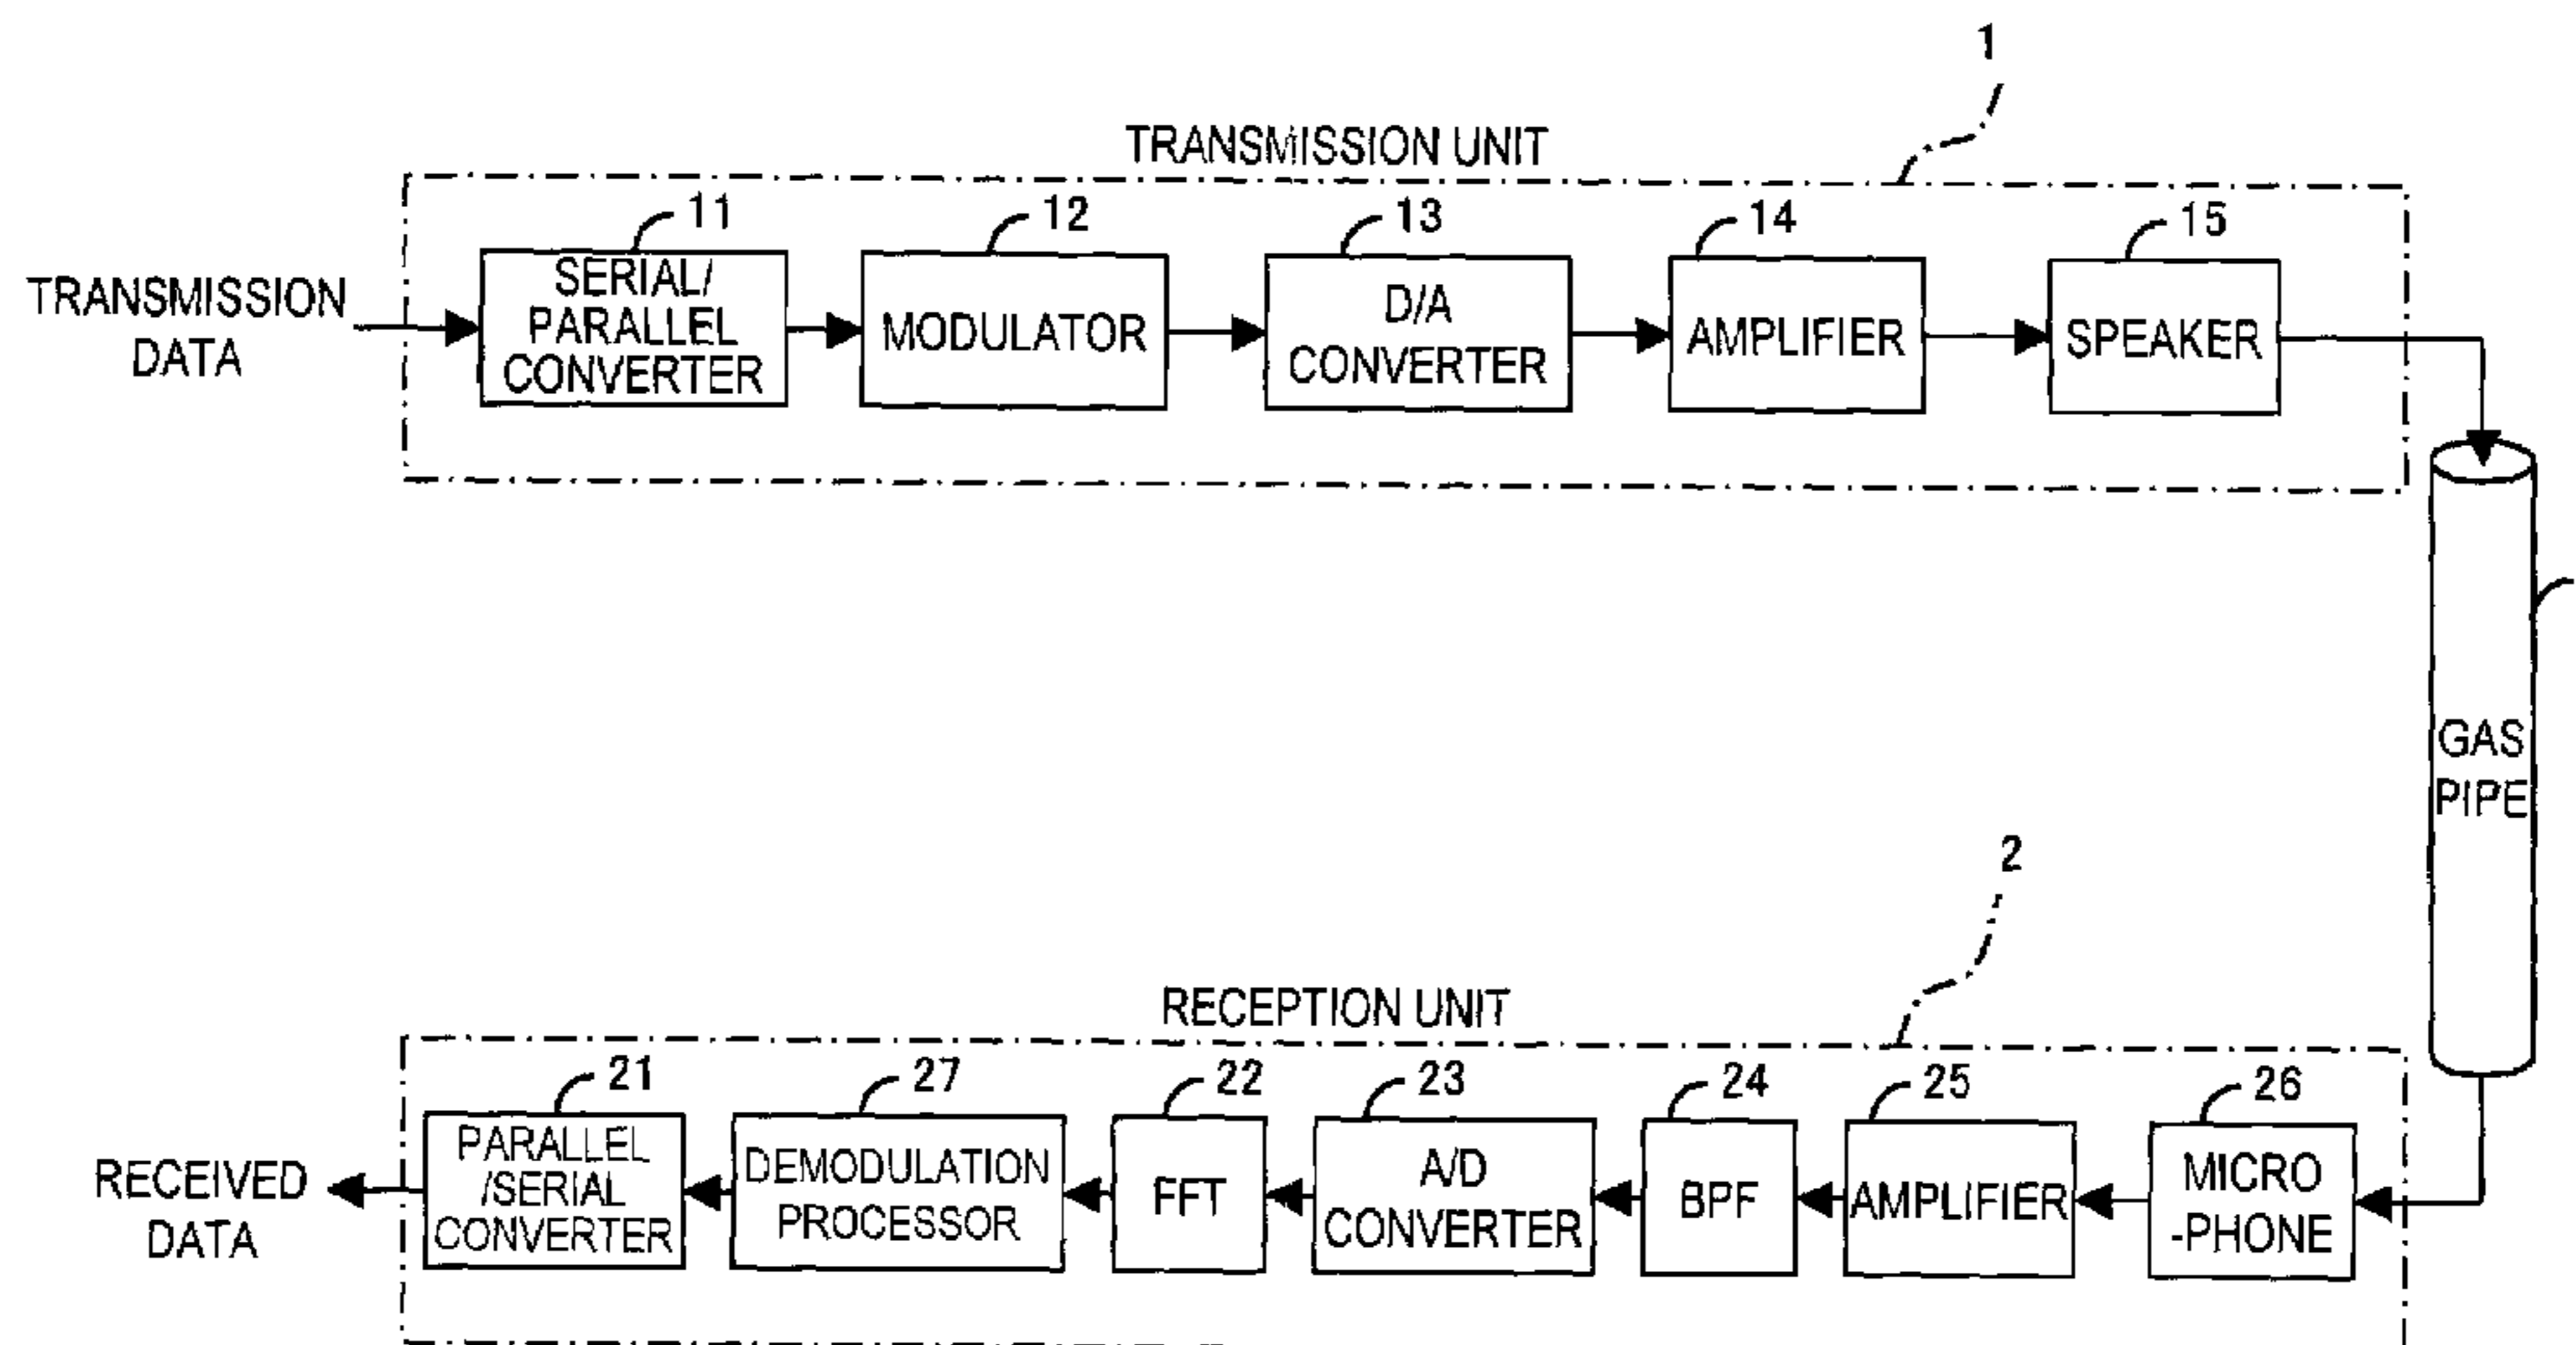 1
TRANSMISSION UNIT
11
12
13
14
15
TRANSMISSION
DATA
SERIAL/
PARALLEL
CONVERTER
MODULATOR
D/A
CONVERTER
AMPLIFIER
SPEAKER
GAS
PIPE
2
RECEPTION UNIT
21
27
22
23
24
25
26
RECEIVED
DATA
PARALLEL
/SERIAL
CONVERTER
DEMODULATION
PROCESSOR
FFT
A/D
CONVERTER
BPF
AMPLIFIER
MICRO
-PHONE